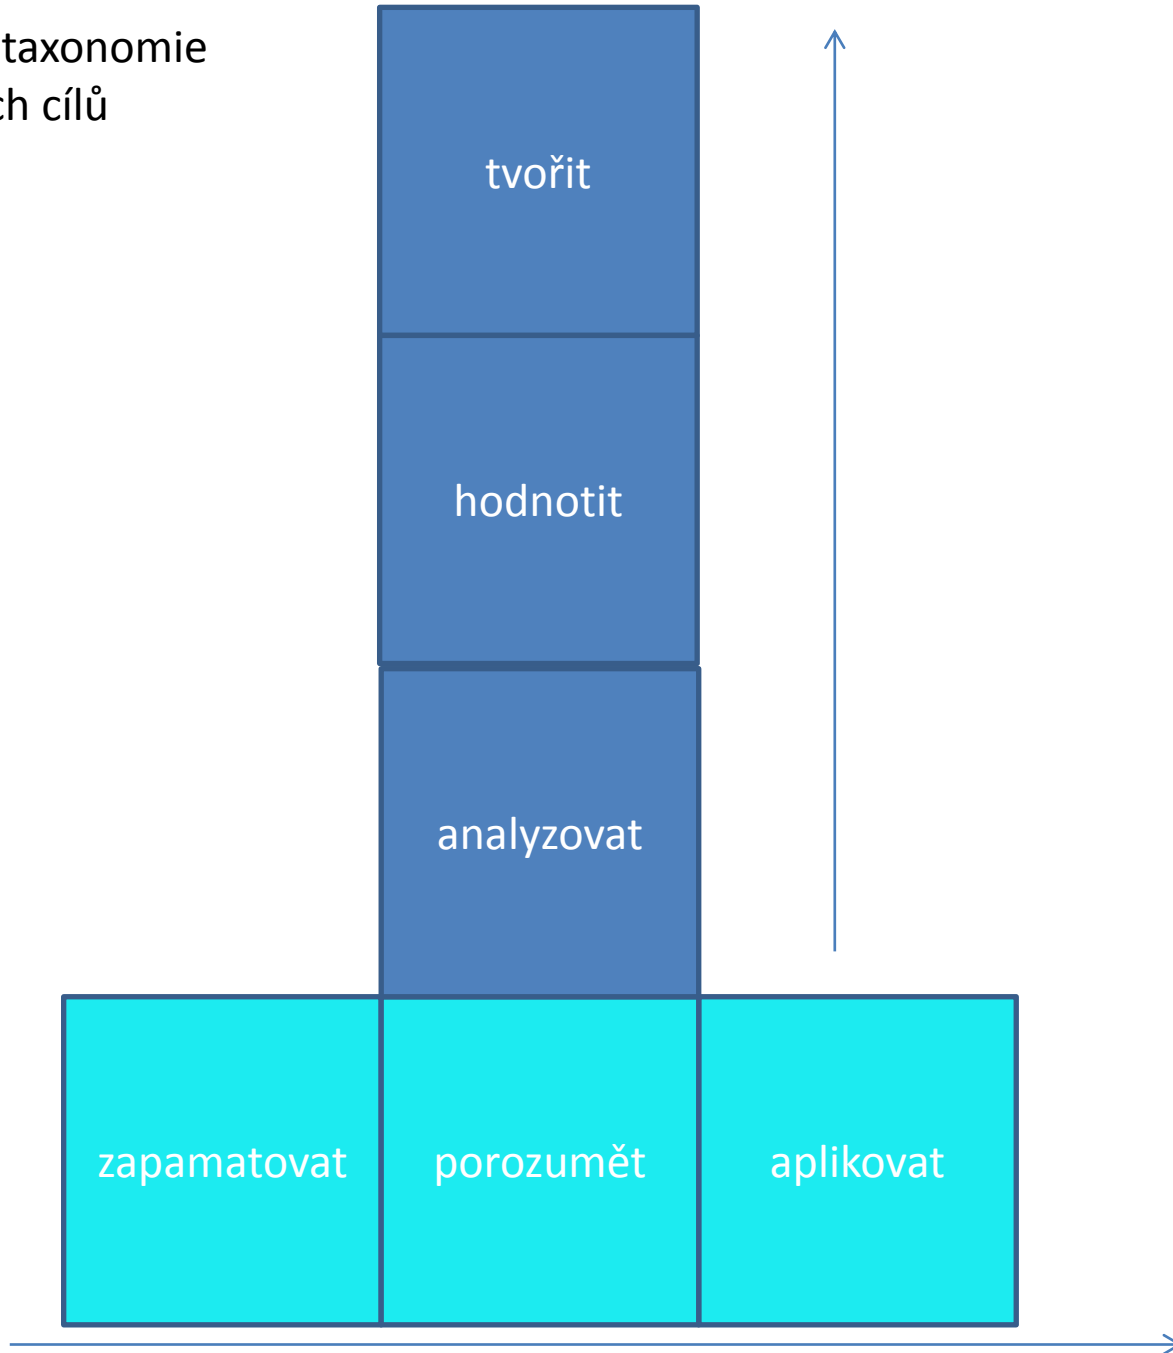 taxonomie
ch cílů
tvořit
hodnotit
analyzovat
zapamatovat porozumět aplikovat